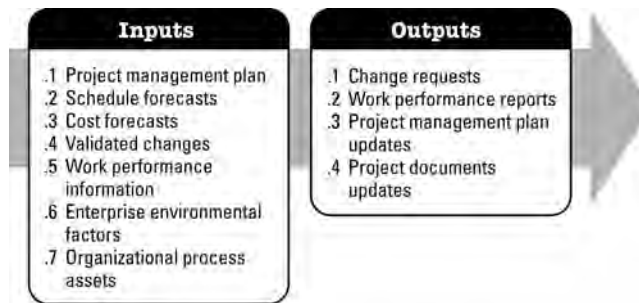 Inputs
.1 Project management plan
.2 Schedule forecasts
.3 Cost forecasts
.4 Validated changes
.5 Work performance
information
.6 Enterprise environmental
factors
.7 Organizational process
assets
Outputs
.1 Change requests
.2 Work performance reports
.3 Project management plan
updates
.4 Project documents
updates